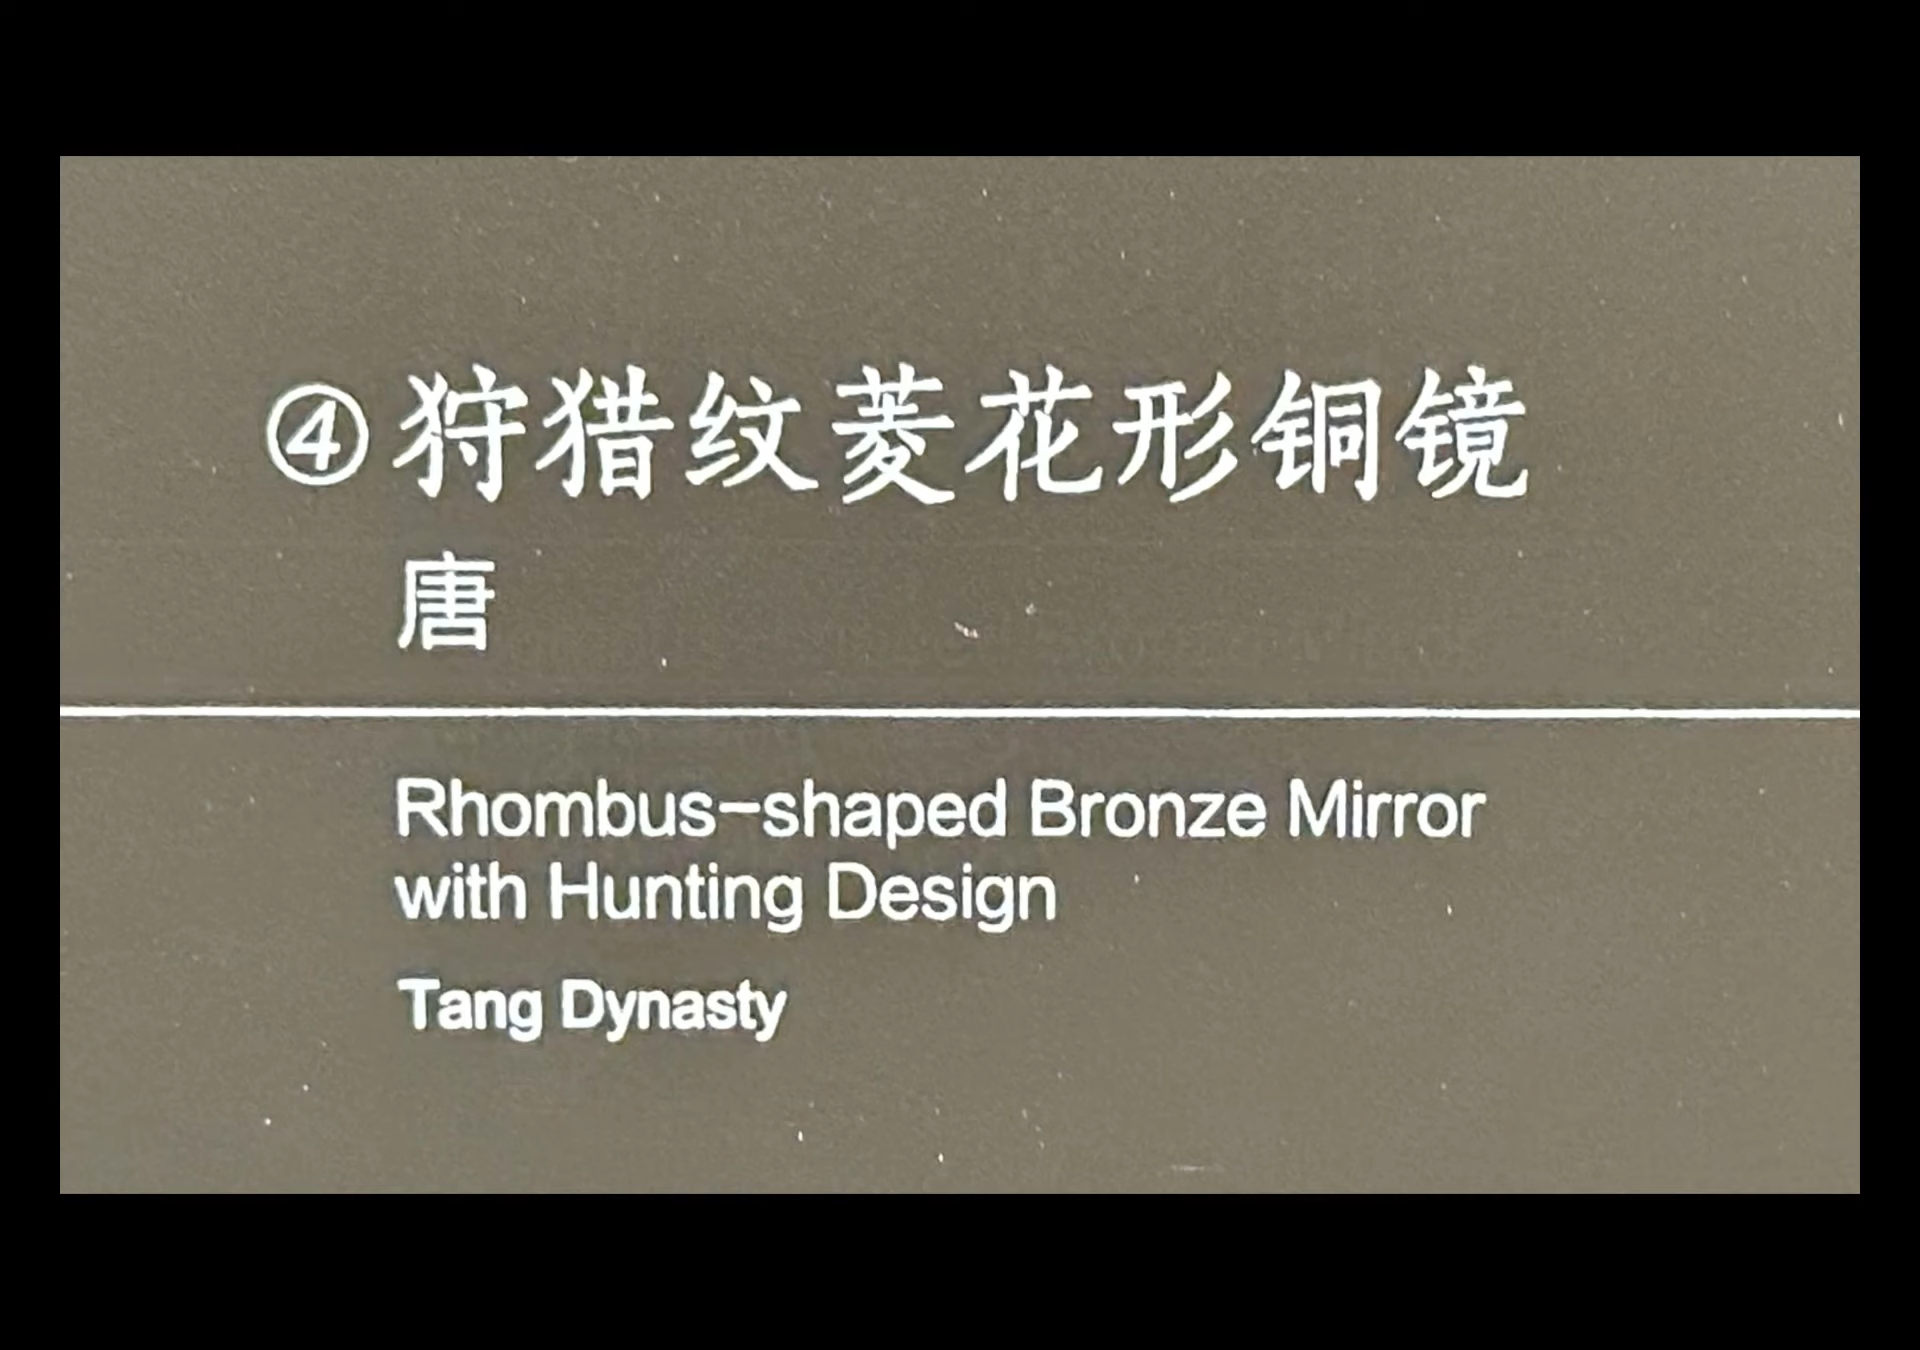 ④狩猎纹菱花形铜镜
唐
Rhombus-shaped Bronze Mirror
with Hunting Design
Tang Dynasty